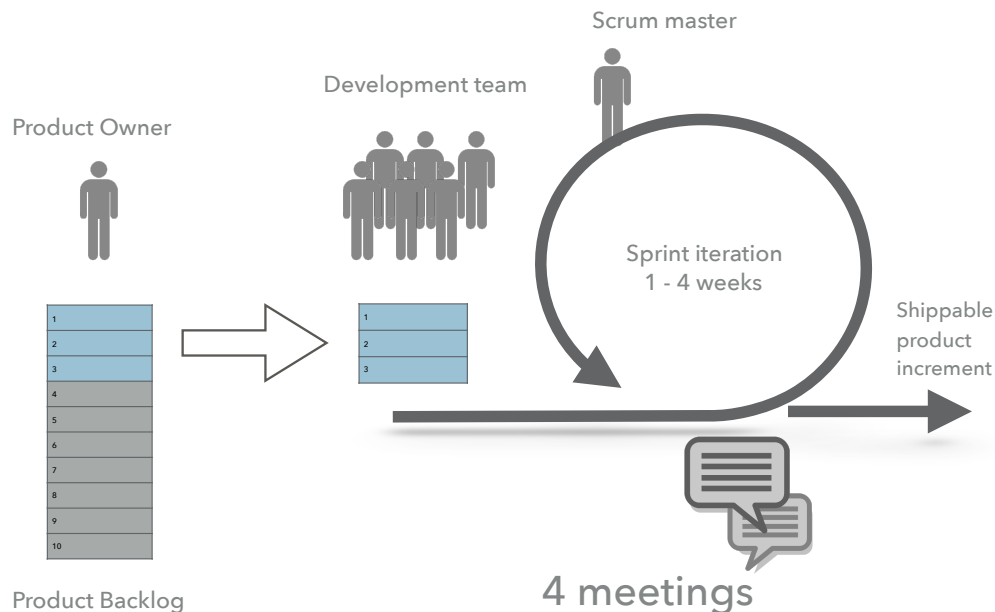 Scrum master
Development team
Product Owner
Sprint iteration
1 - 4 weeks
Shippable
product
increment
1
2
3
4
5
6
7
8
9
10
1
2
3
4 meetings
Product Backlog